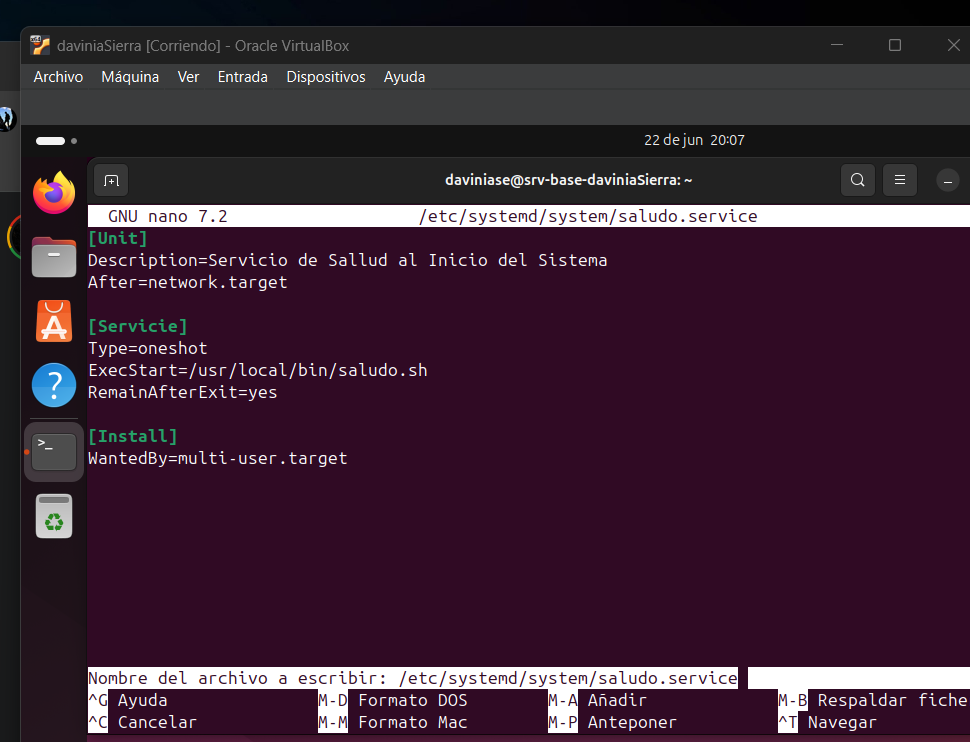 daviniaSierra [Corriendo] - Oracle VirtualBox
Archivo Máquina Ver Entrada Dispositivos Ayuda
22 de jun 20:07
daviniase@srv-base-daviniaSierra: ~
GNU nano 7.2 /etc/systemd/system/saludo.service
[Unit]
Description=Servicio de Sallud al Inicio del Sistema
After=network.target
[Servicie]
Type=oneshot
ExecStart=/usr/local/bin/saludo.sh
RemainAfterExit=yes
[Install]
WantedBy=multi-user.target
Nombre del archivo a escribir: /etc/systemd/system/saludo.service
^G Ayuda M-D Formato DOS M-A Añadir M-B Respaldar fiche
^C Cancelar M-M Formato Mac M-P Anteponer ^T Navegar